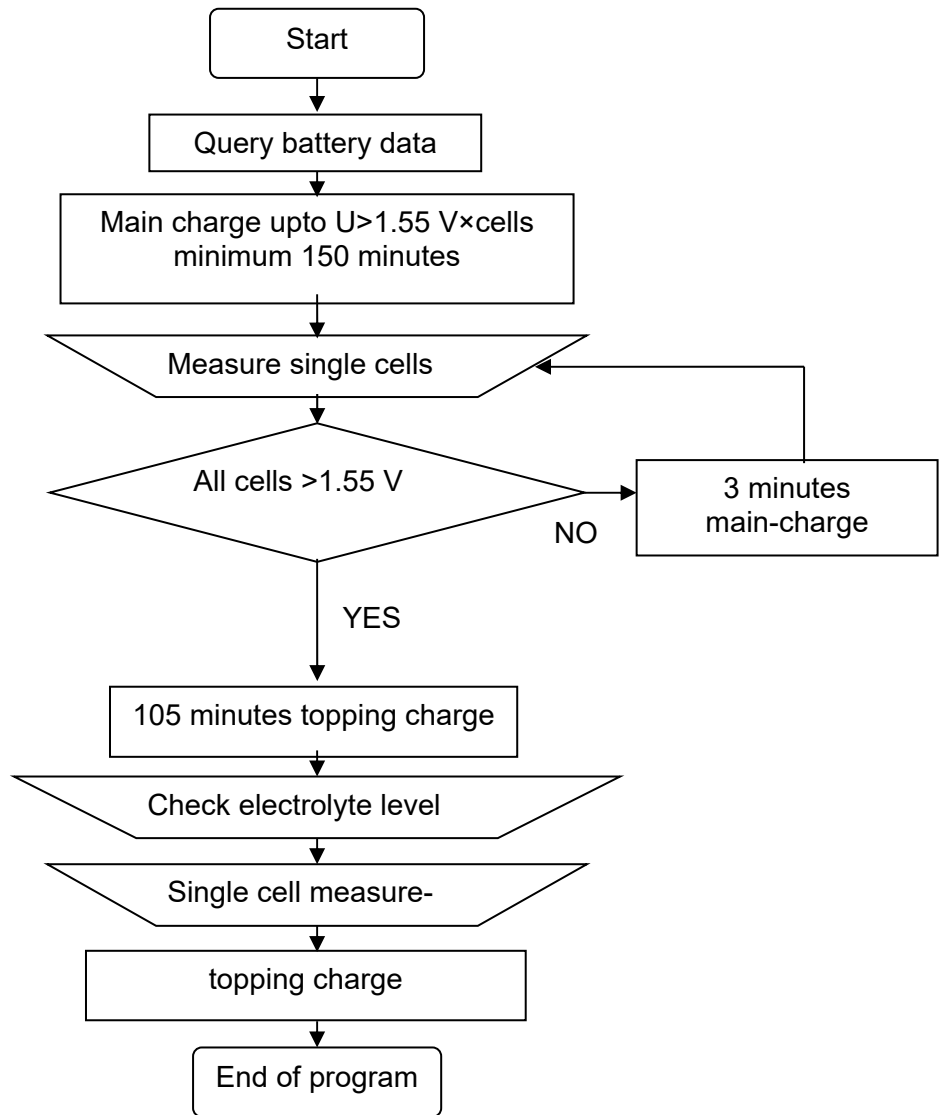 Start
Query battery data
Main charge upto U>1.55 V×cells
minimum 150 minutes
Measure single cells
All cells >1.55 V
3 minutes
main-charge
NO
YES
105 minutes topping charge
Check electrolyte level
Single cell measure-
topping charge
End of program